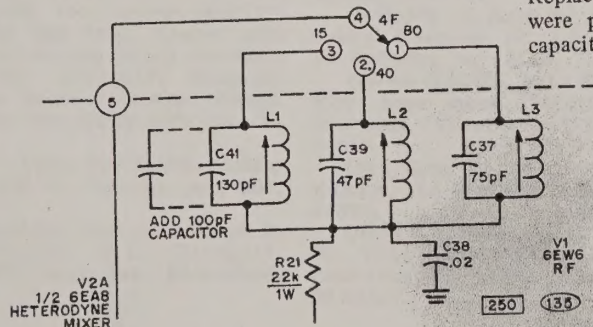 Replac
were p
capacit
4
4F
15
3
1
80
2.
40
5
L1
L2
L3
C41
130pF
C39
47pF
C37
75pF
ADD 100pF
CAPACITOR
R21
22k
1W
C38
.02
V2A
1/2 6EA8
HETERODYNE
MIXER
V1
6EW6
RF
250
135